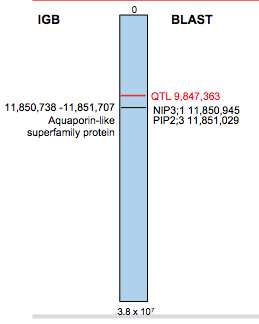 IGB
0
BLAST
QTL 9,847,363
11,850,738 -11,851,707
Aquaporin-like
superfamily protein
NIP3;1 11,850,945
PIP2;3 11,851,029
3.8 x 10⁷